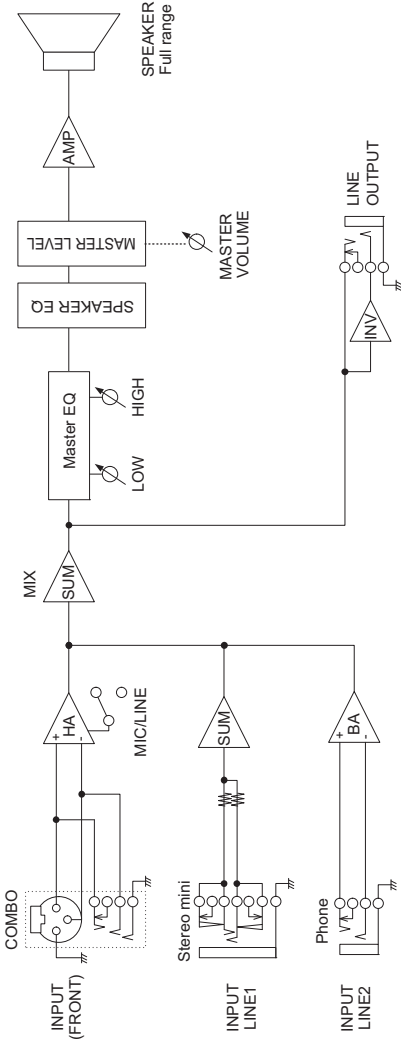 COMBO
INPUT
(FRONT)
+
HA
-
MIC/LINE
MIX
SUM
Master EQ
LOW
HIGH
SPEAKER EQ
MASTER LEVEL
MASTER
VOLUME
AMP
SPEAKER
Full range
Stereo mini
INPUT
LINE1
SUM
Phone
INPUT
LINE2
+
BA
-
INV
LINE
OUTPUT